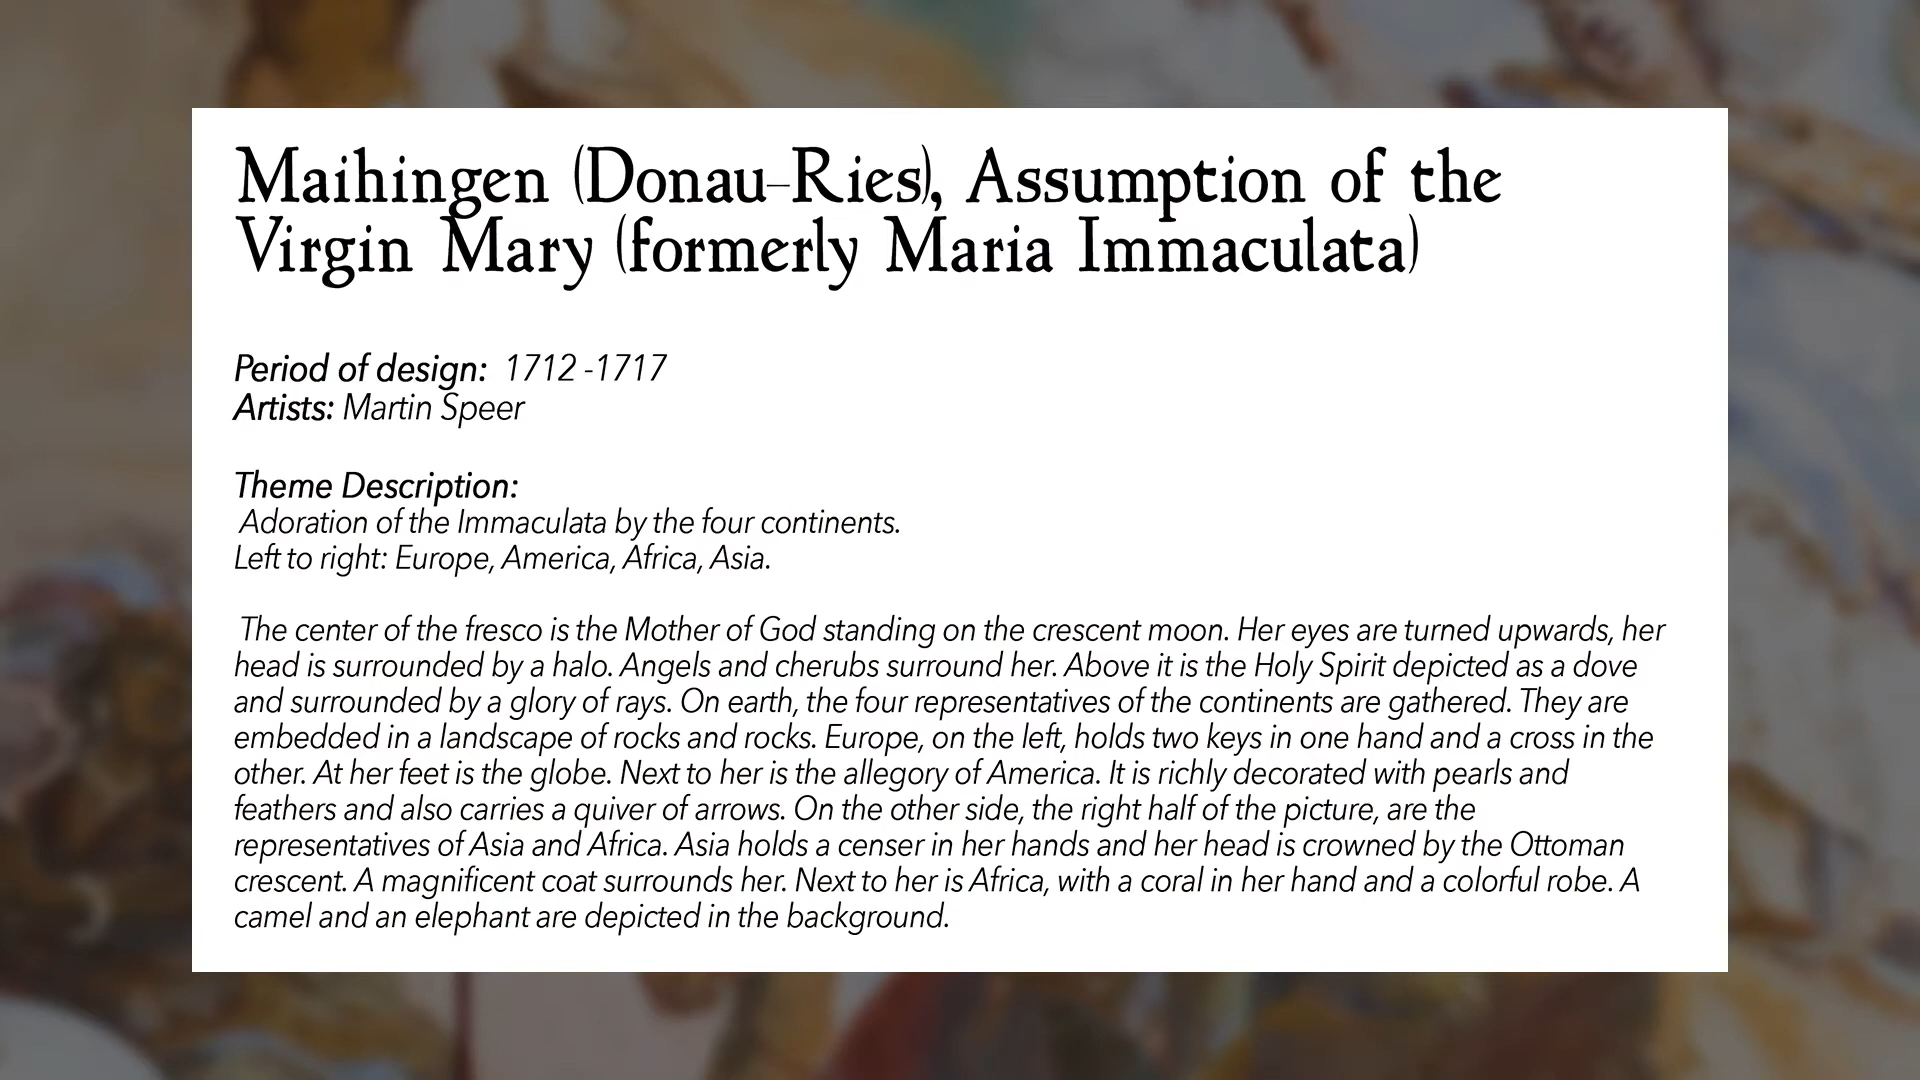 Maihingen (Donau-Ries), Assumption of the
Virgin Mary (formerly Maria Immaculata)
Period of design: 1712 -1717
Artists: Martin Speer
Theme Description:
Adoration of the Immaculata by the four continents.
Left to right: Europe, America, Africa, Asia.
The center of the fresco is the Mother of God standing on the crescent moon. Her eyes are turned upwards, her
head is surrounded by a halo. Angels and cherubs surround her. Above it is the Holy Spirit depicted as a dove
and surrounded by a glory of rays. On earth, the four representatives of the continents are gathered. They are
embedded in a landscape of rocks and rocks. Europe, on the left, holds two keys in one hand and a cross in the
other. At her feet is the globe. Next to her is the allegory of America. It is richly decorated with pearls and
feathers and also carries a quiver of arrows. On the other side, the right half of the picture, are the
representatives of Asia and Africa. Asia holds a censer in her hands and her head is crowned by the Ottoman
crescent. A magnificent coat surrounds her. Next to her is Africa, with a coral in her hand and a colorful robe. A
camel and an elephant are depicted in the background.